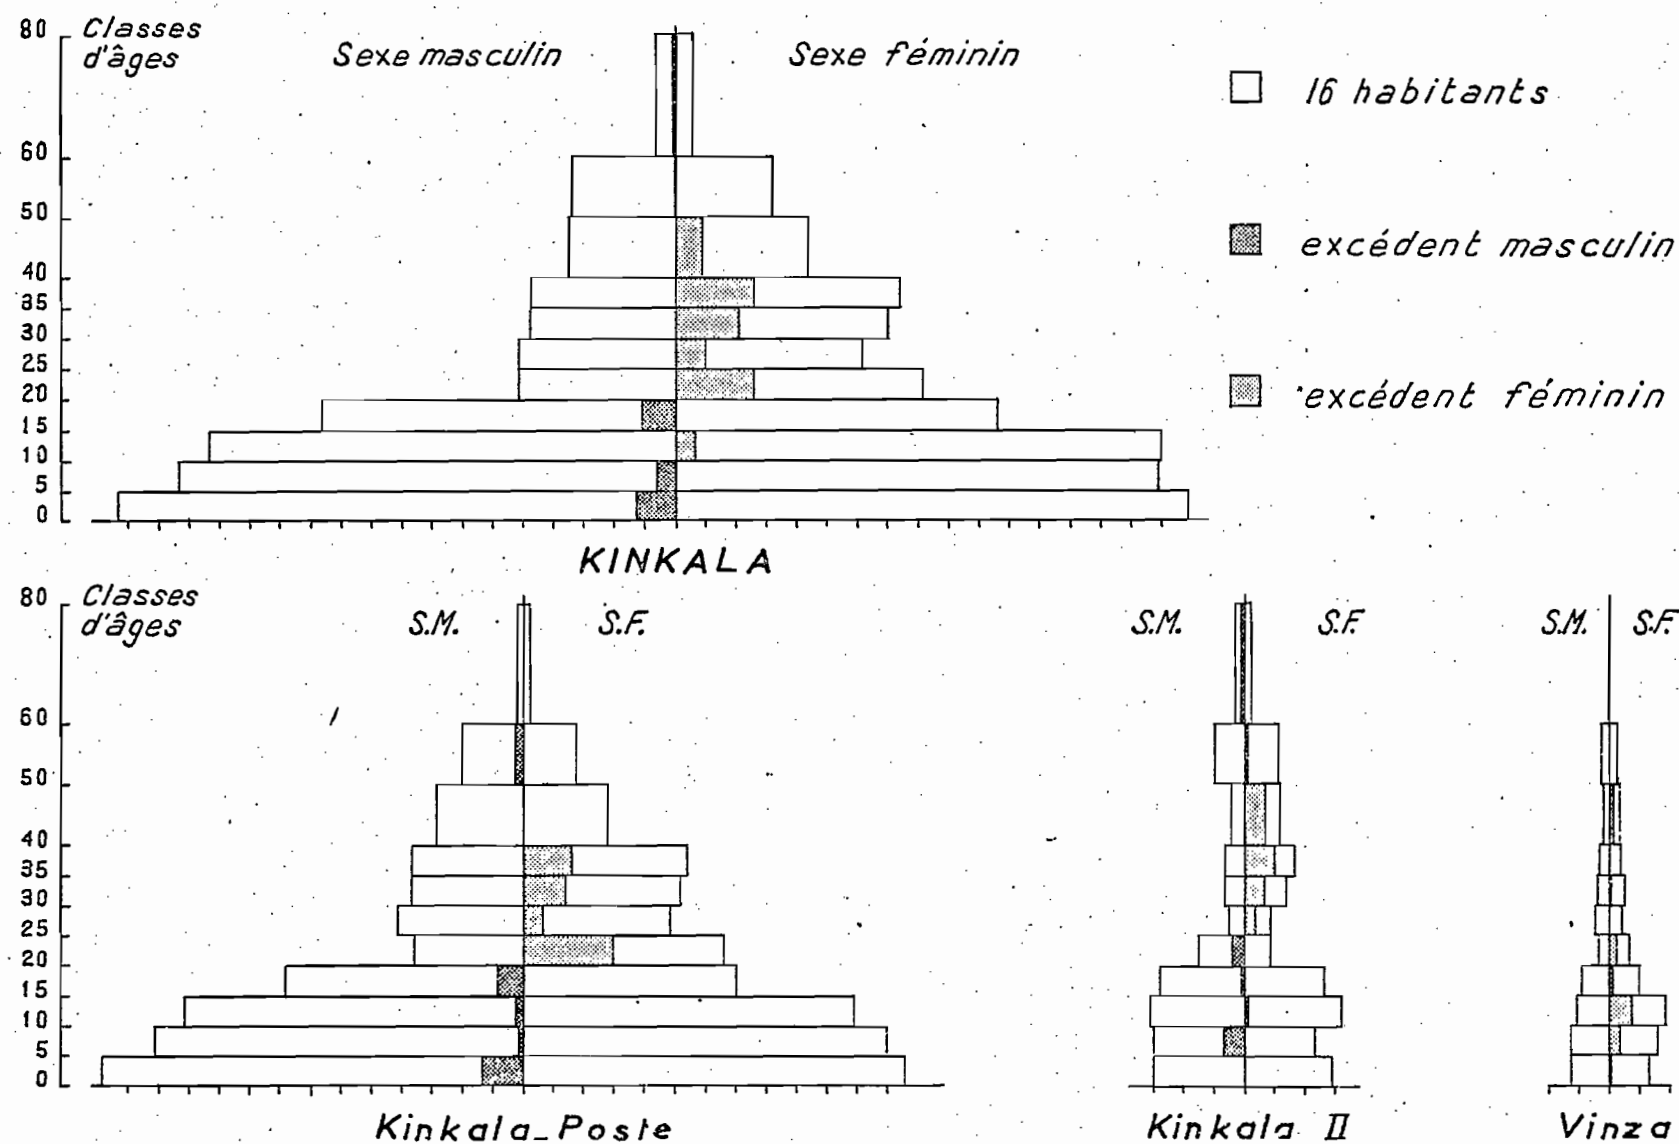 80 Classes
d'âges
Sexe masculin
Sexe féminin
16 habitants
60
50
excédent masculin
40
35
30
25
excédent féminin
20
15
10
5
0
KINKALA
80 Classes
d'âges
S.M.
S.F.
S.M.
S.F.
S.M.
S.F.
60
50
40
35
30
25
20
15
10
5
0
Kinkala_Poste
Kinkala II
Vinza